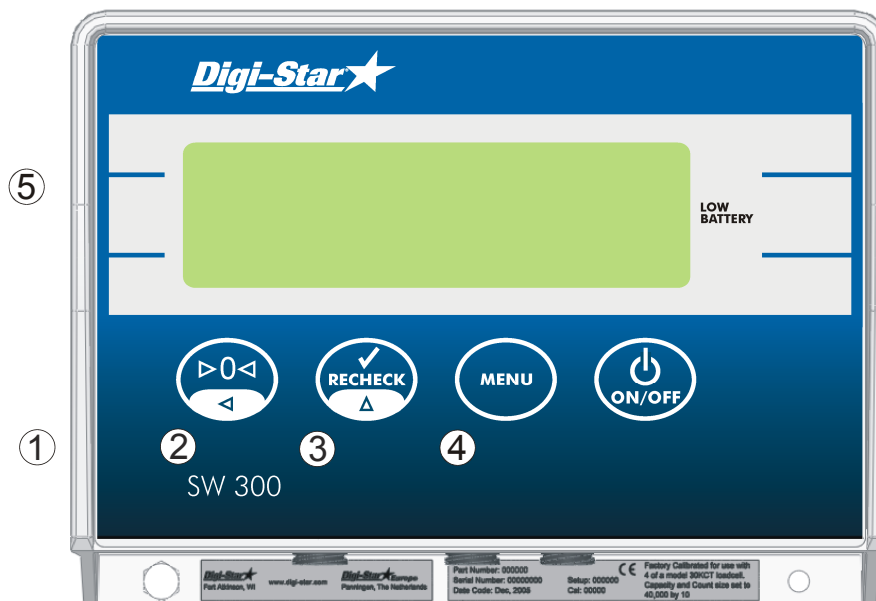 Digi-Star
5
LOW
BATTERY
▷0◁
✓
RECHECK
MENU
ON/OFF
1
2
3
4
SW 300
Digi-Star
Fort Atkinson, WI
www.digi-star.com
Digi-Star Europe
Panningen, The Netherlands
Part Number: 000000
Serial Number: 00000000
Date Code: Dec, 2005
Setup: 000000
Cal: 00000
CE
Factory Calibrated for use with
4 of a model 30KCT loadcell.
Capacity and Count size set to
40,000 by 10